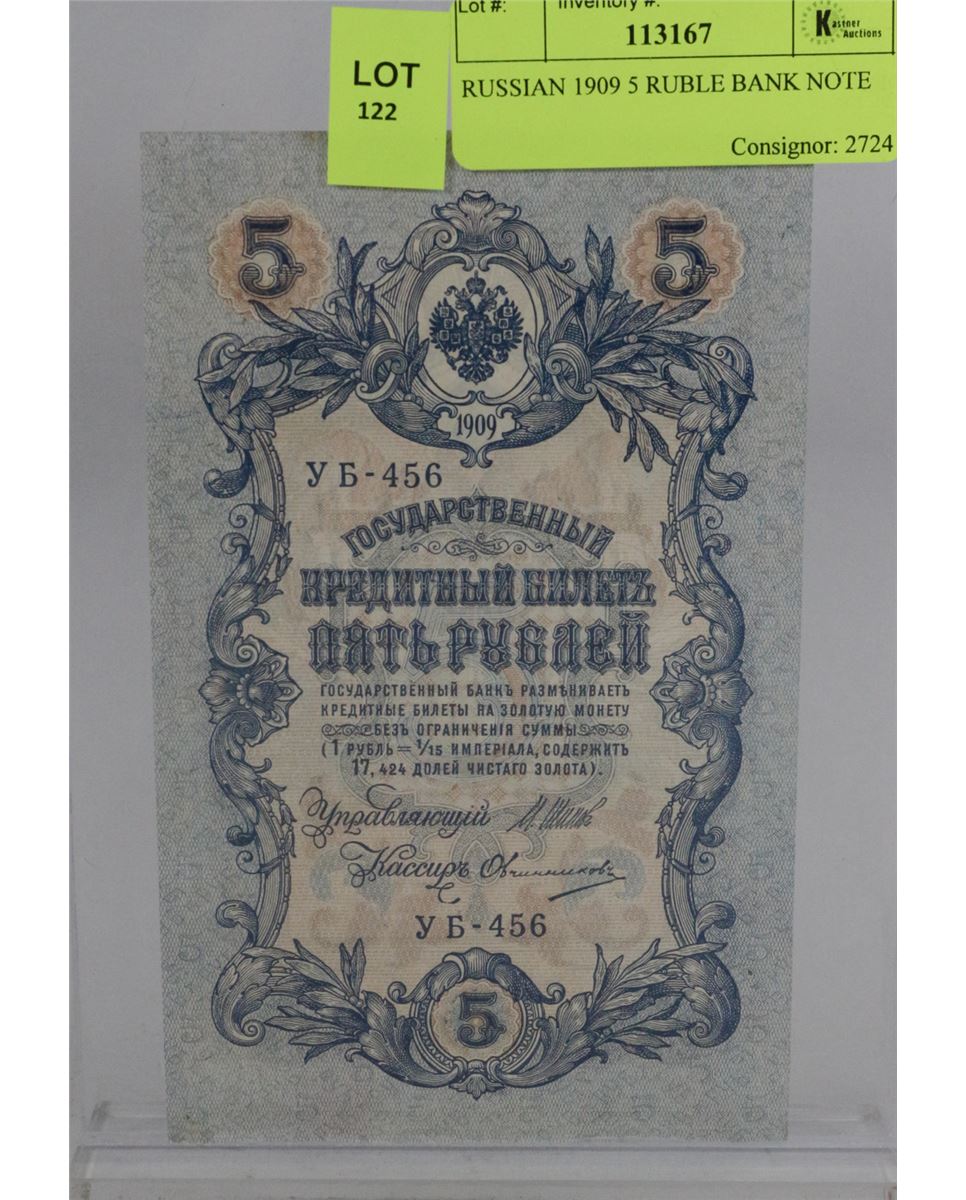 Lot #:
Inventory #:
113167
Kastner
Auctions
LOT
122
RUSSIAN 1909 5 RUBLE BANK NOTE
Consignor: 2724
5 5
1909
УБ-456
ГОСУДАРСТВЕННЫЙ
КРЕДИТНЫЙ БИЛЕТЪ
ПЯТЬ РУБЛЕЙ
ГОСУДАРСТВЕННЫЙ БАНКЪ РАЗМѢНИВАЕТЪ
КРЕДИТНЫЕ БИЛЕТЫ НА ЗОЛОТУЮ МОНЕТУ
БЕЗЪ ОГРАНИЧЕНІЯ СУММЫ
(1 РУБЛЬ = 1/15 ИМПЕРІАЛА, СОДЕРЖИТЪ
17,424 ДОЛЕЙ ЧИСТАГО ЗОЛОТА).
Управляющій И. Шипов
Кассиръ Овчинниковъ
УБ-456
5